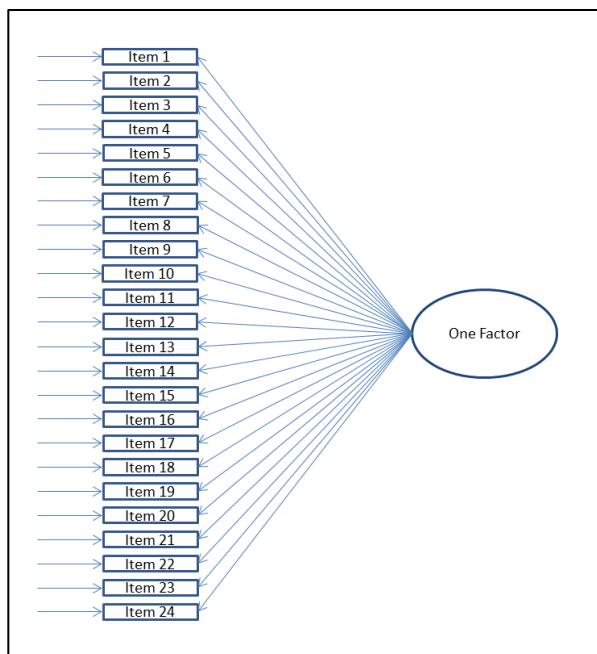 Item 1
Item 2
Item 3
Item 4
Item 5
Item 6
Item 7
Item 8
Item 9
Item 10
Item 11
Item 12
Item 13
Item 14
Item 15
Item 16
Item 17
Item 18
Item 19
Item 20
Item 21
Item 22
Item 23
Item 24
One Factor